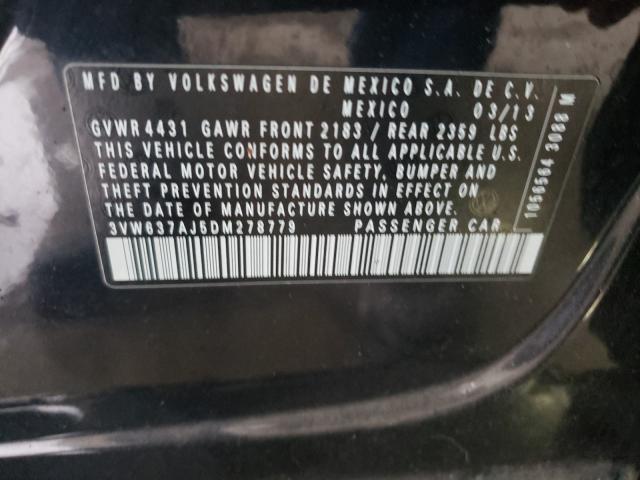 MFD BY VOLKSWAGEN DE MEXICO S.A. DE C.V.
MEXICO 03/13
GVWR 4431 GAWR FRONT 2183 / REAR 2359 LBS
THIS VEHICLE CONFORMS TO ALL APPLICABLE U.S.
FEDERAL MOTOR VEHICLE SAFETY, BUMPER AND
THEFT PREVENTION STANDARDS IN EFFECT ON
THE DATE OF MANUFACTURE SHOWN ABOVE.
3VW637AJ5DM278779 PASSENGER CAR
1056564 3088 M